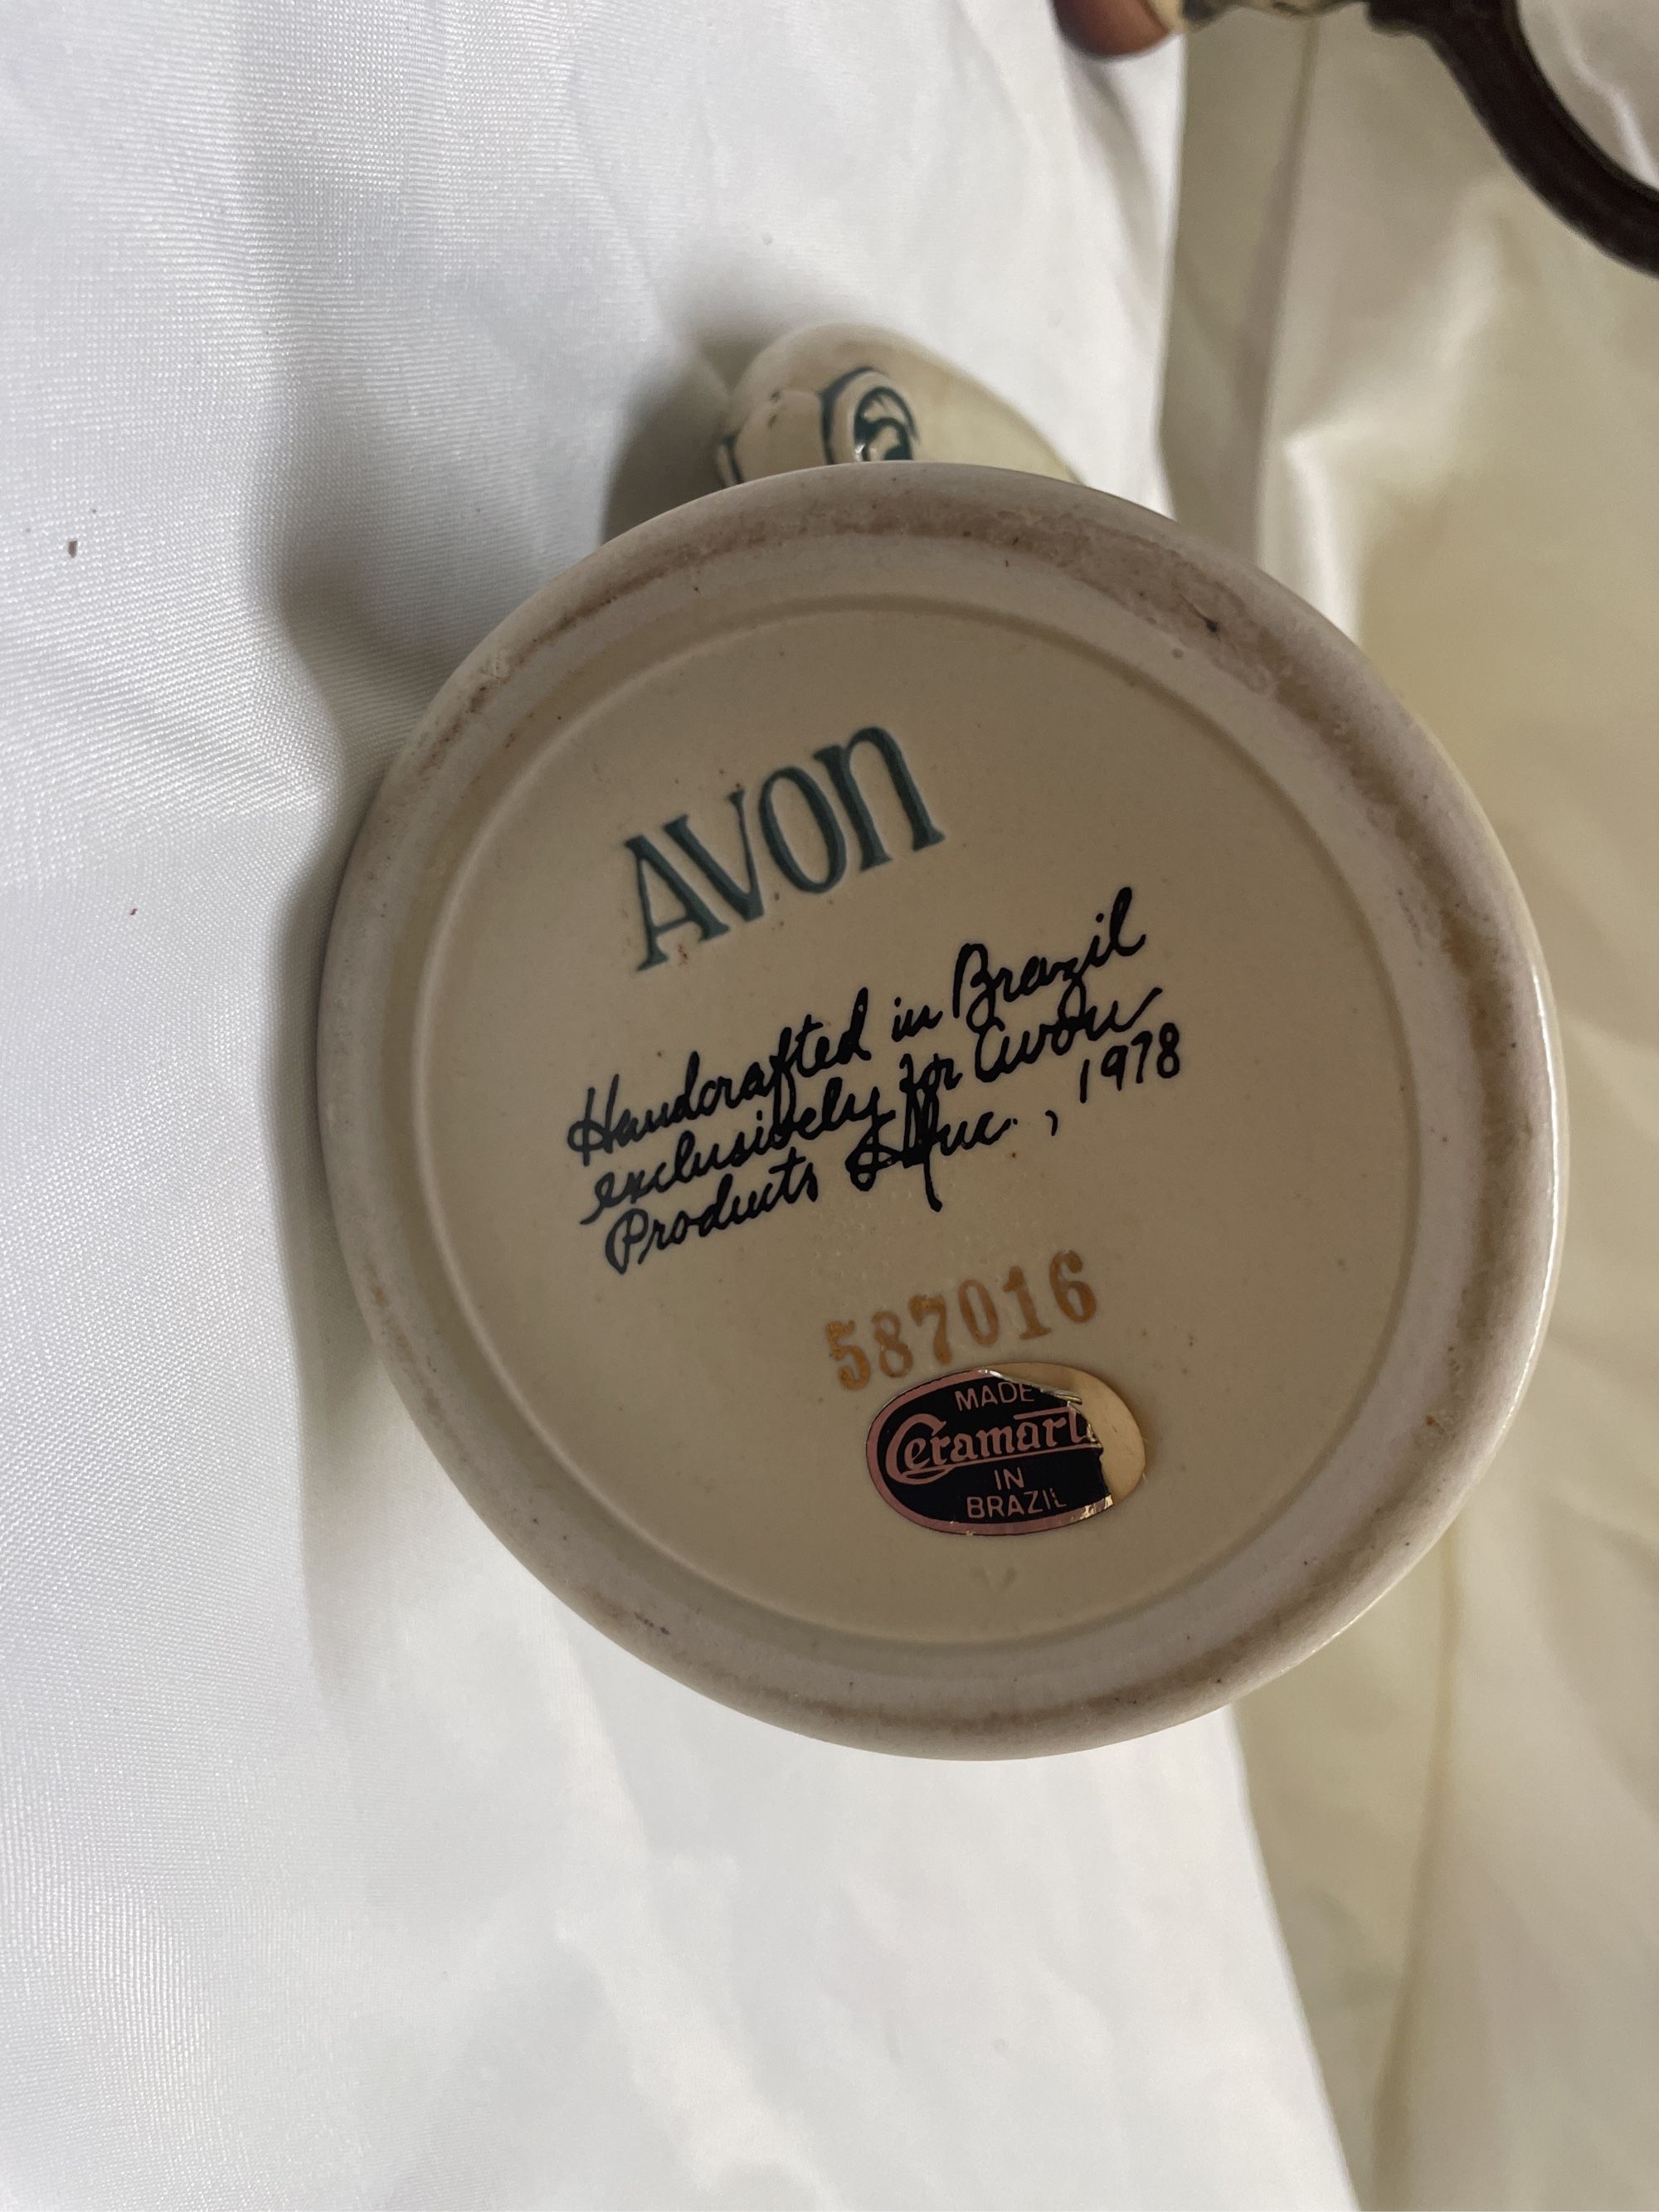 AVON
Handcrafted in Brazil
exclusively for Avon
Products Inc., 1978
587016
MADE
Ceramarte
IN
BRAZIL